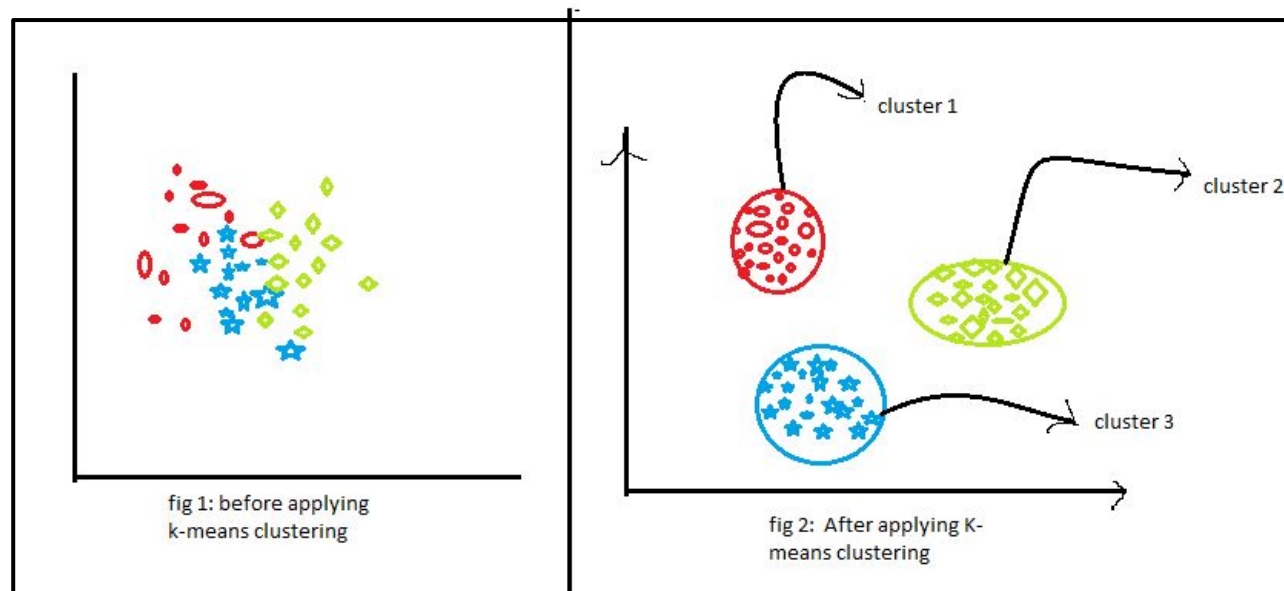 fig 1: before applying
k-means clustering
cluster 1
cluster 2
cluster 3
fig 2:  After applying K-
means clustering